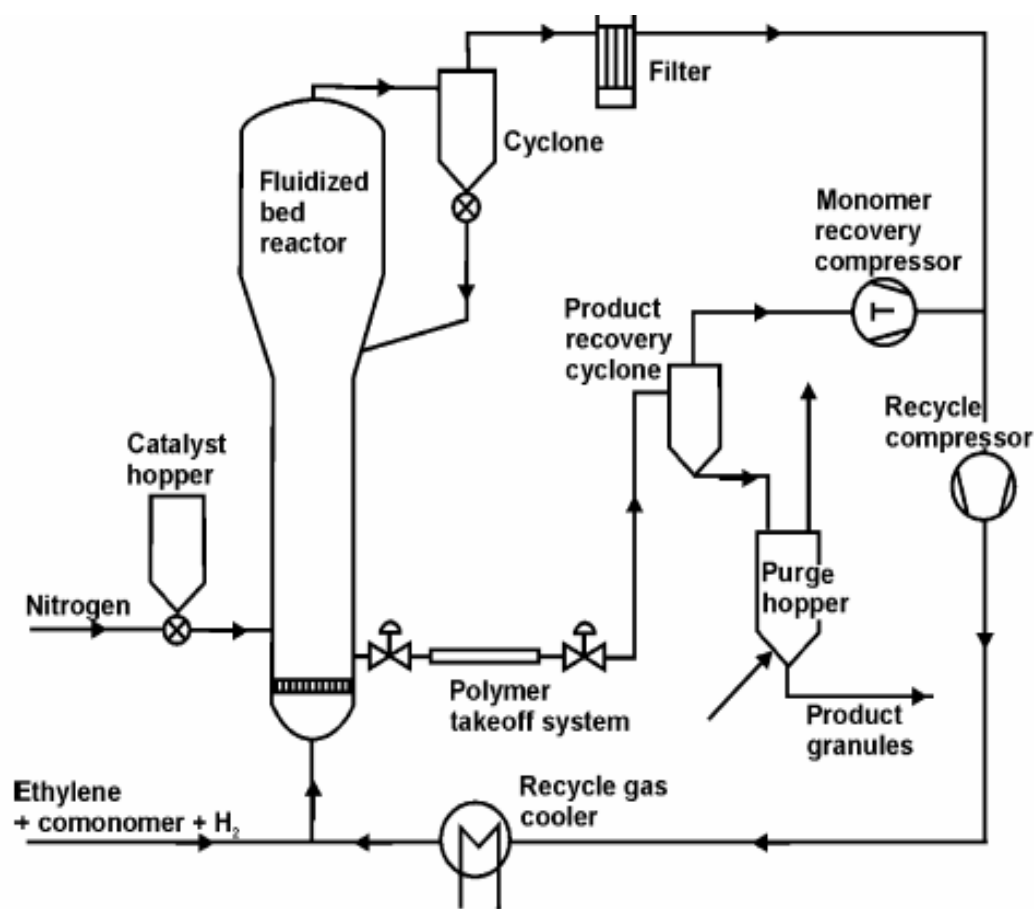 Filter
Cyclone
Fluidized
bed
reactor
Monomer
recovery
compressor
Product
recovery
cyclone
Recycle
compressor
Catalyst
hopper
Purge
hopper
Nitrogen
Polymer
takeoff system
Product
granules
Ethylene
+ comonomer + H₂
Recycle gas
cooler